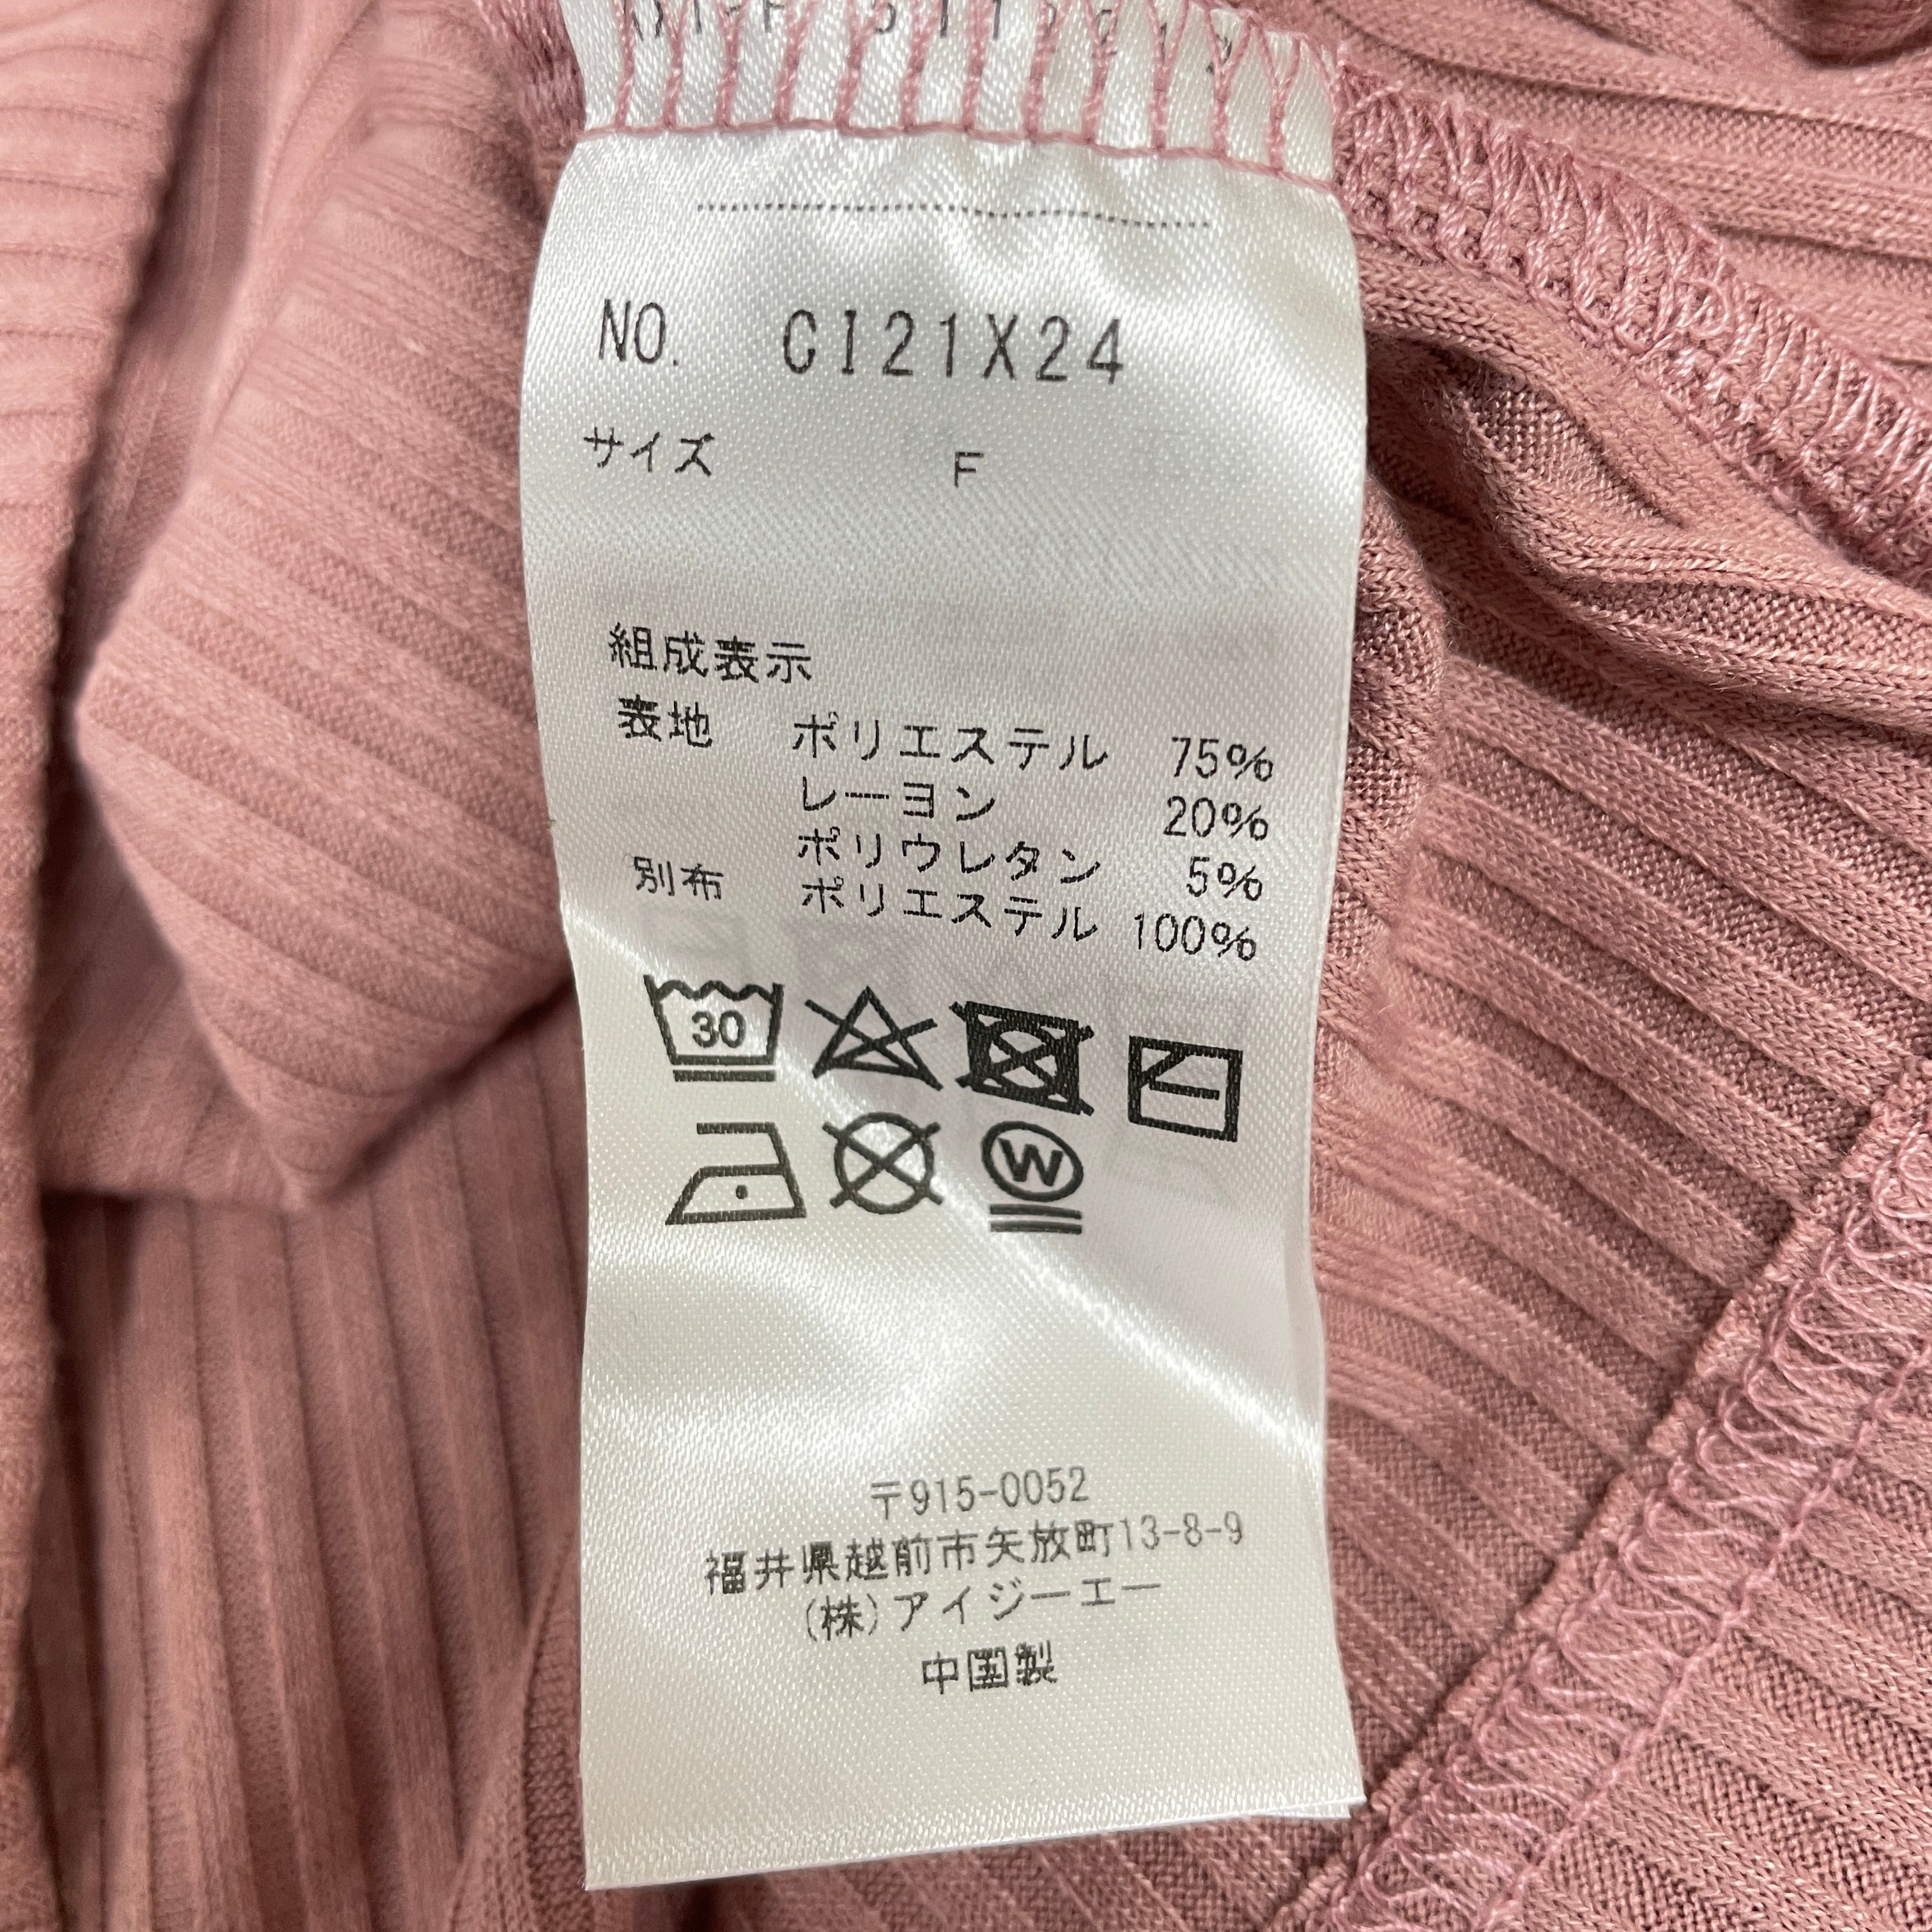 NO. CI21X24
サイズ F
組成表示
表地 ポリエステル 75%
レーヨン 20%
ポリウレタン 5%
別布 ポリエステル 100%
30
W
〒915-0052
福井県越前市矢放町13-8-9
(株)アイジーエー
中国製